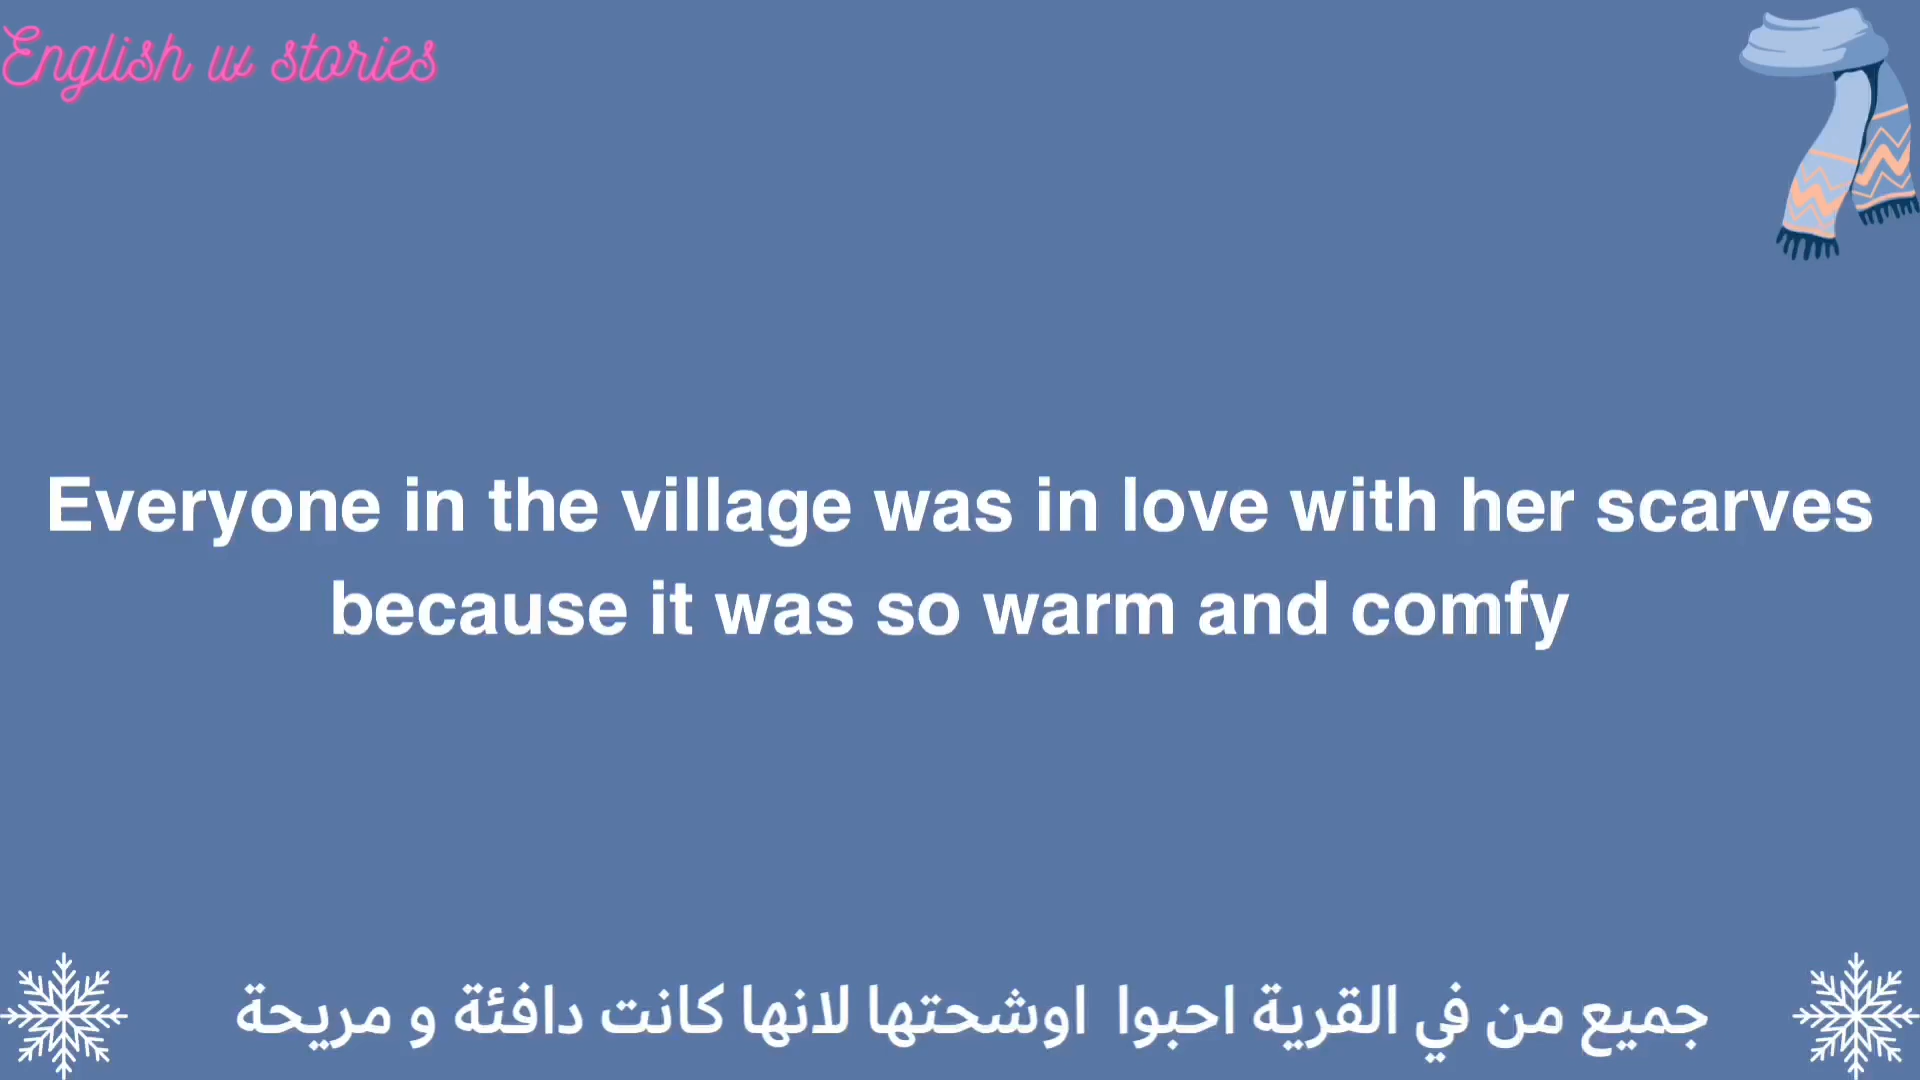 English w stories
Everyone in the village was in love with her scarves
because it was so warm and comfy
جميع من في القرية احبوا اوشحتها لانها كانت دافئة و مريحة